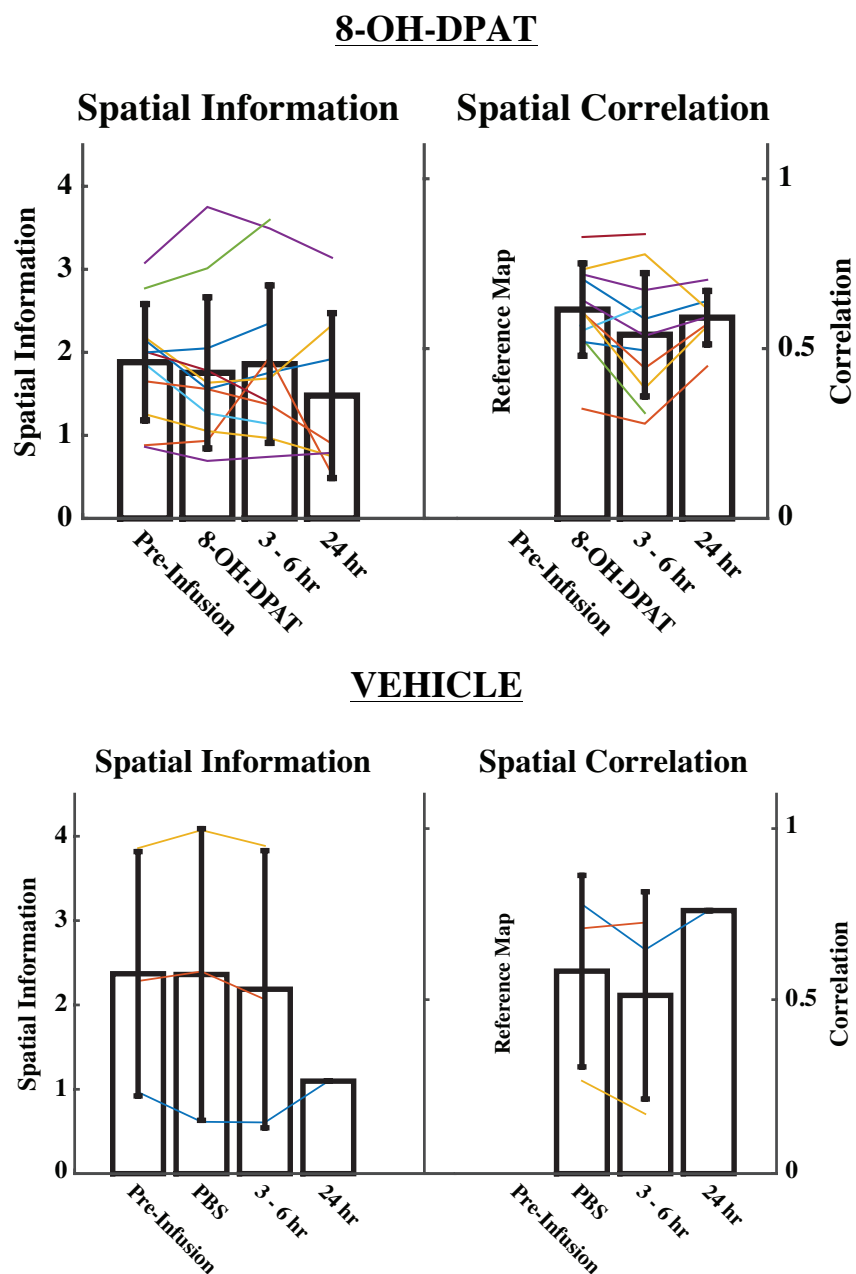 8-OH-DPAT
Spatial Information
Spatial Correlation
Spatial Information
4
3
2
1
0
Pre-Infusion
8-OH-DPAT
3 - 6 hr
24 hr
Reference Map
Pre-Infusion
8-OH-DPAT
3 - 6 hr
24 hr
1
0.5
0
Correlation
VEHICLE
Spatial Information
Spatial Correlation
Spatial Information
4
3
2
1
0
Pre-Infusion
PBS
3 - 6 hr
24 hr
Reference Map
Pre-Infusion
PBS
3 - 6 hr
24 hr
1
0.5
0
Correlation